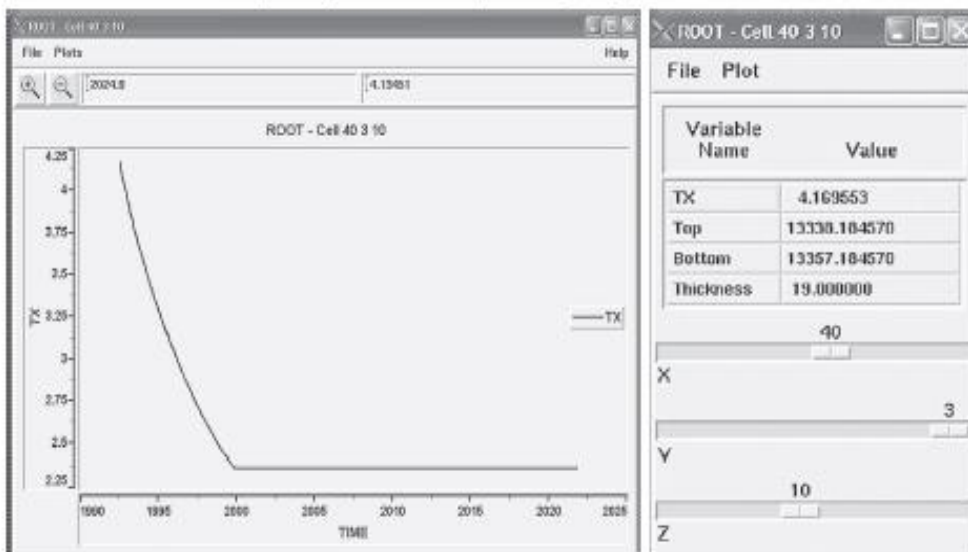 ROOT - Cell 40 3 10
File Plots Help
2024.8 4.19451
ROOT - Cell 40 3 10
4.25
4
3.75
3.5
3.25
3
2.75
2.5
2.25
TX
TX
1990 1995 2000 2005 2010 2015 2020 2025
TIME
ROOT - Cell 40 3 10
File Plot
Variable Name Value
TX 4.169553
Top 13338.184570
Bottom 13357.184570
Thickness 19.000000
40
X
3
Y
10
Z